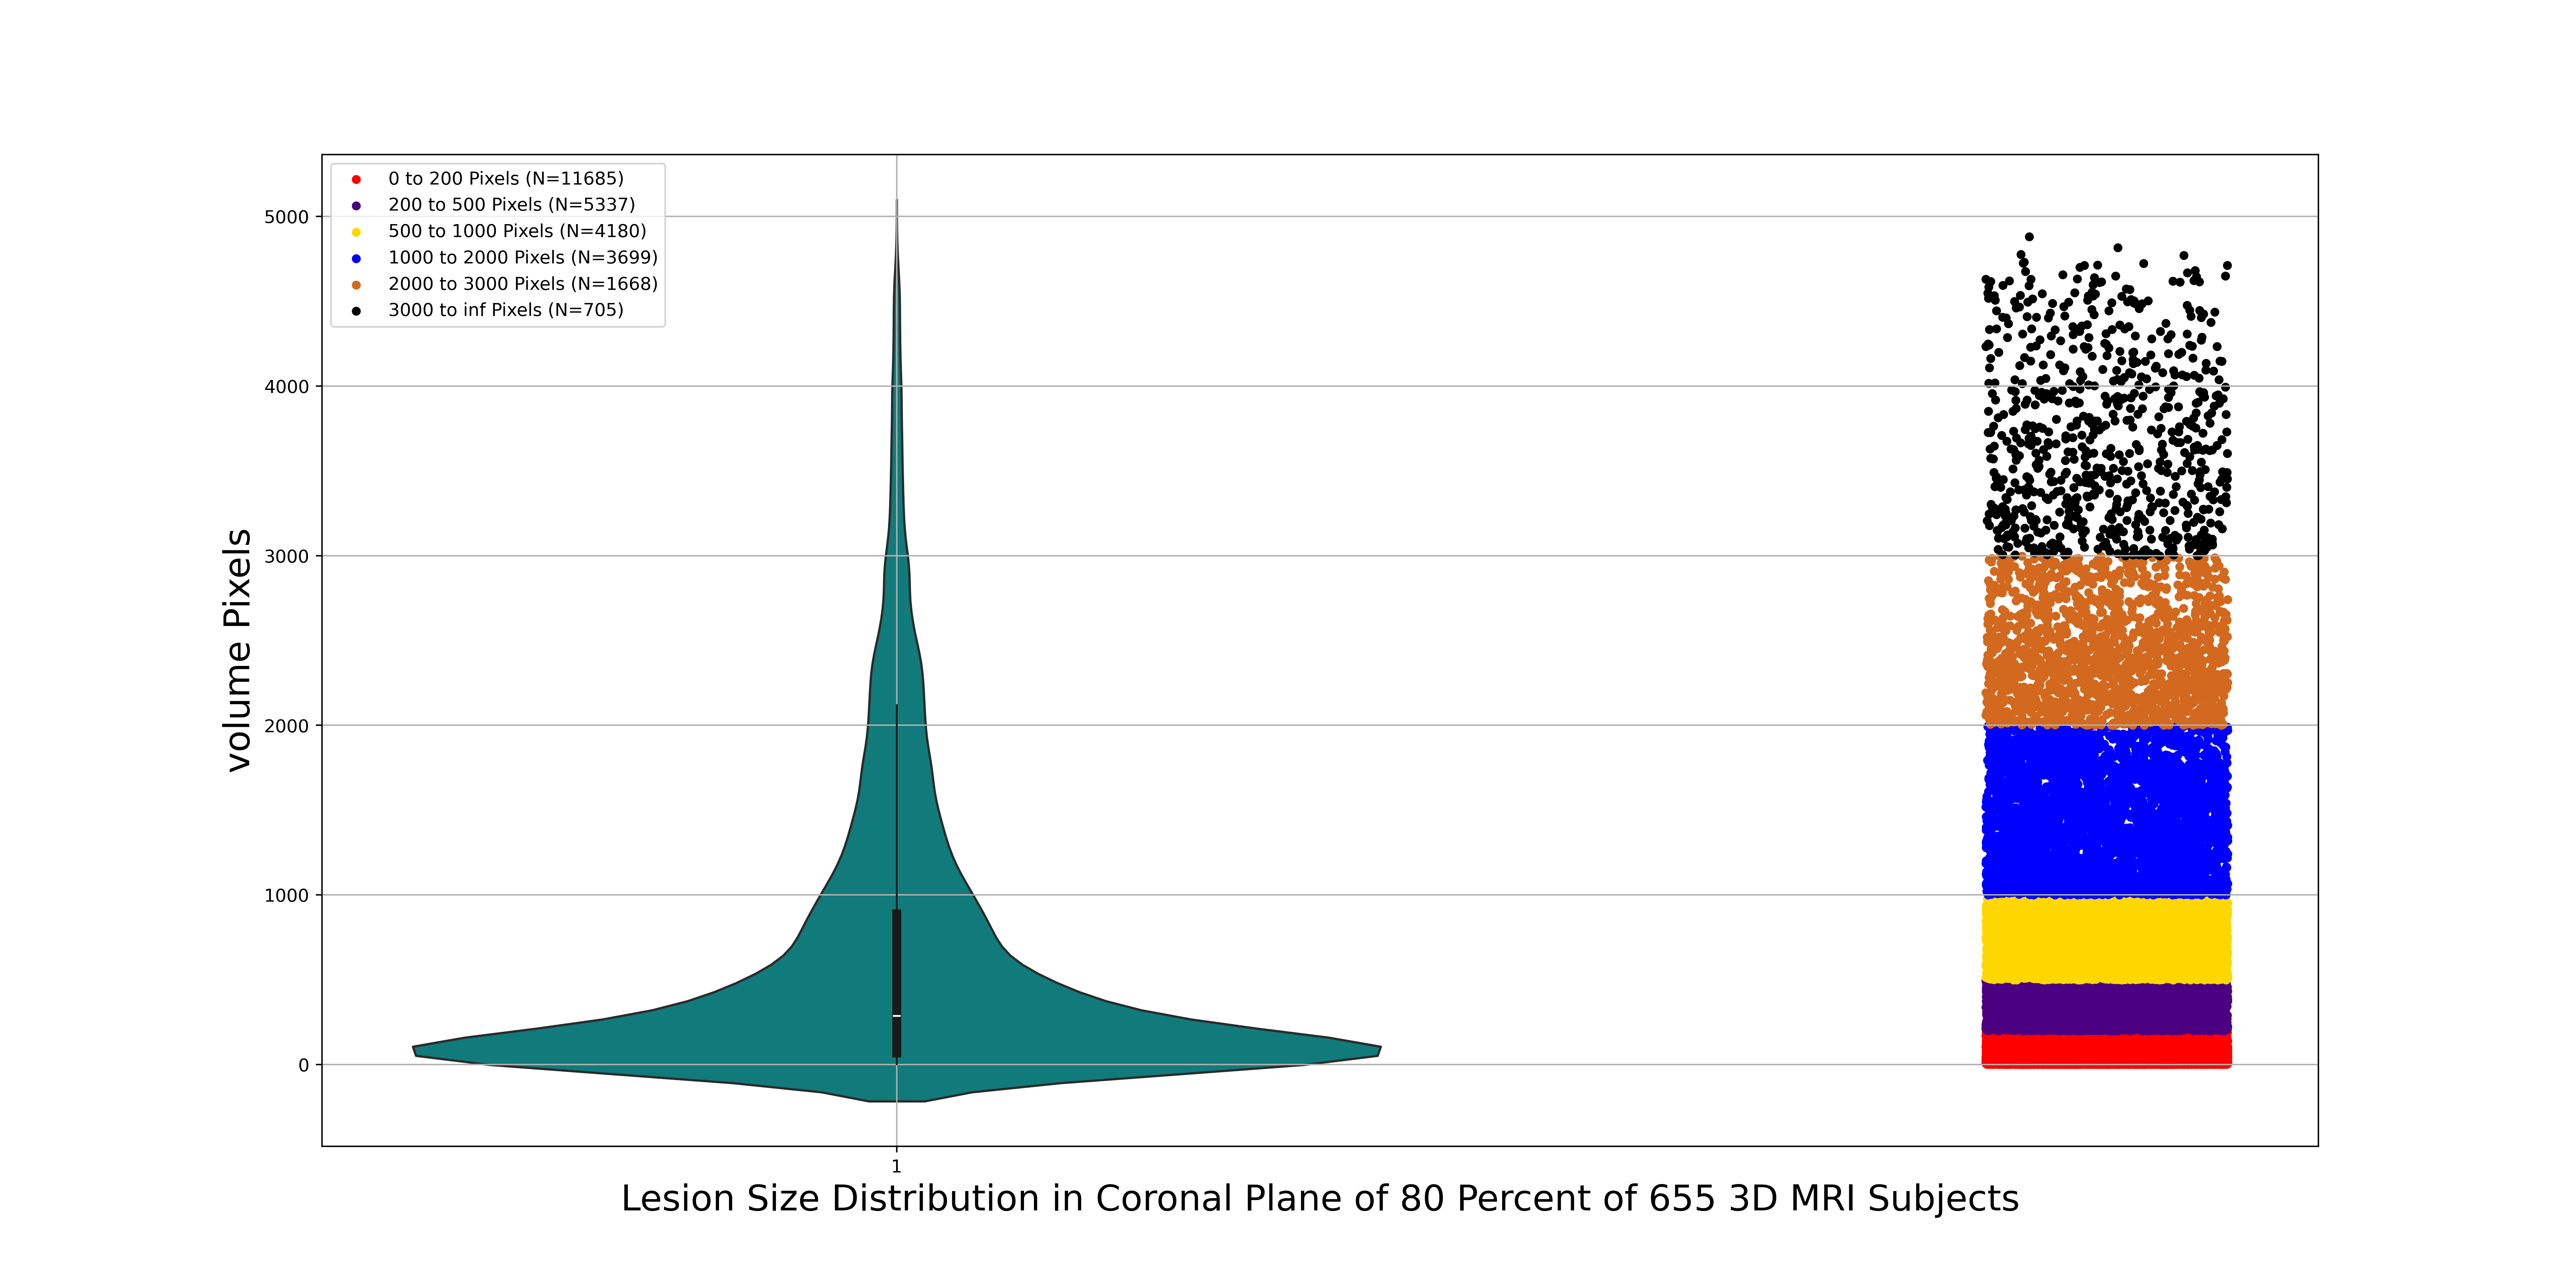 0 to 200 Pixels (N=11685)
200 to 500 Pixels (N=5337)
500 to 1000 Pixels (N=4180)
1000 to 2000 Pixels (N=3699)
2000 to 3000 Pixels (N=1668)
3000 to inf Pixels (N=705)
5000
4000
3000
2000
1000
0
volume Pixels
1
Lesion Size Distribution in Coronal Plane of 80 Percent of 655 3D MRI Subjects